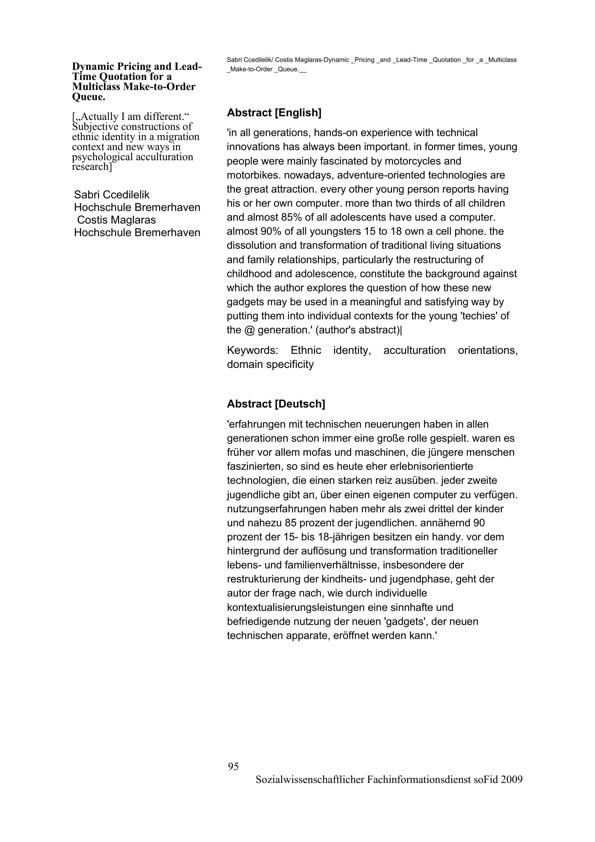 Sabri Ccedilelik/ Costis Maglaras-Dynamic _Pricing _and _Lead-Time _Quotation _for _a _Multiclass
_Make-to-Order _Queue.__
Dynamic Pricing and Lead-
Time Quotation for a
Multiclass Make-to-Order
Queue.
[„Actually I am different.“
Subjective constructions of
ethnic identity in a migration
context and new ways in
psychological acculturation
research]
Sabri Ccedilelik
Hochschule Bremerhaven
Costis Maglaras
Hochschule Bremerhaven
Abstract [English]
'in all generations, hands-on experience with technical
innovations has always been important. in former times, young
people were mainly fascinated by motorcycles and
motorbikes. nowadays, adventure-oriented technologies are
the great attraction. every other young person reports having
his or her own computer. more than two thirds of all children
and almost 85% of all adolescents have used a computer.
almost 90% of all youngsters 15 to 18 own a cell phone. the
dissolution and transformation of traditional living situations
and family relationships, particularly the restructuring of
childhood and adolescence, constitute the background against
which the author explores the question of how these new
gadgets may be used in a meaningful and satisfying way by
putting them into individual contexts for the young 'techies' of
the @ generation.' (author's abstract)|
Keywords: Ethnic identity, acculturation orientations,
domain specificity
Abstract [Deutsch]
'erfahrungen mit technischen neuerungen haben in allen
generationen schon immer eine große rolle gespielt. waren es
früher vor allem mofas und maschinen, die jüngere menschen
faszinierten, so sind es heute eher erlebnisorientierte
technologien, die einen starken reiz ausüben. jeder zweite
jugendliche gibt an, über einen eigenen computer zu verfügen.
nutzungserfahrungen haben mehr als zwei drittel der kinder
und nahezu 85 prozent der jugendlichen. annähernd 90
prozent der 15- bis 18-jährigen besitzen ein handy. vor dem
hintergrund der auflösung und transformation traditioneller
lebens- und familienverhältnisse, insbesondere der
restrukturierung der kindheits- und jugendphase, geht der
autor der frage nach, wie durch individuelle
kontextualisierungsleistungen eine sinnhafte und
befriedigende nutzung der neuen 'gadgets', der neuen
technischen apparate, eröffnet werden kann.'
95
Sozialwissenschaftlicher Fachinformationsdienst soFid 2009